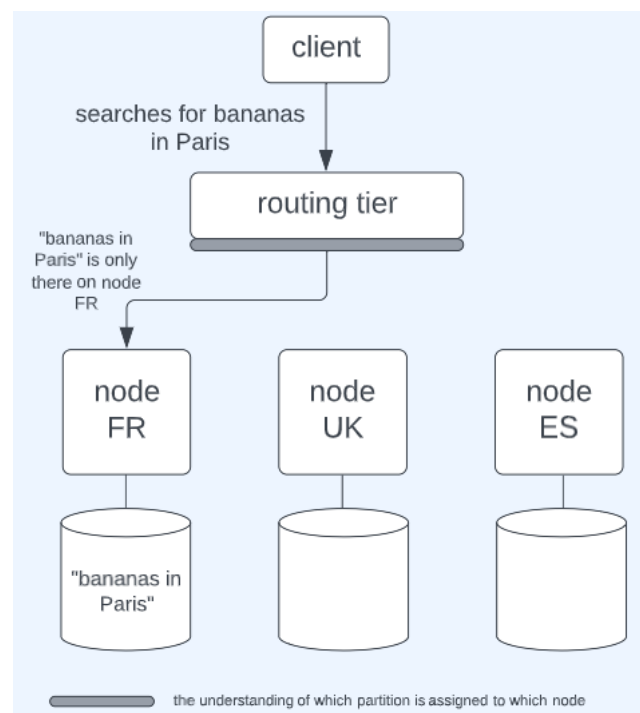 client
searches for bananas
in Paris
routing tier
"bananas in
Paris" is only
there on node
FR
node
FR
node
UK
node
ES
"bananas in
Paris"
the understanding of which partition is assigned to which node